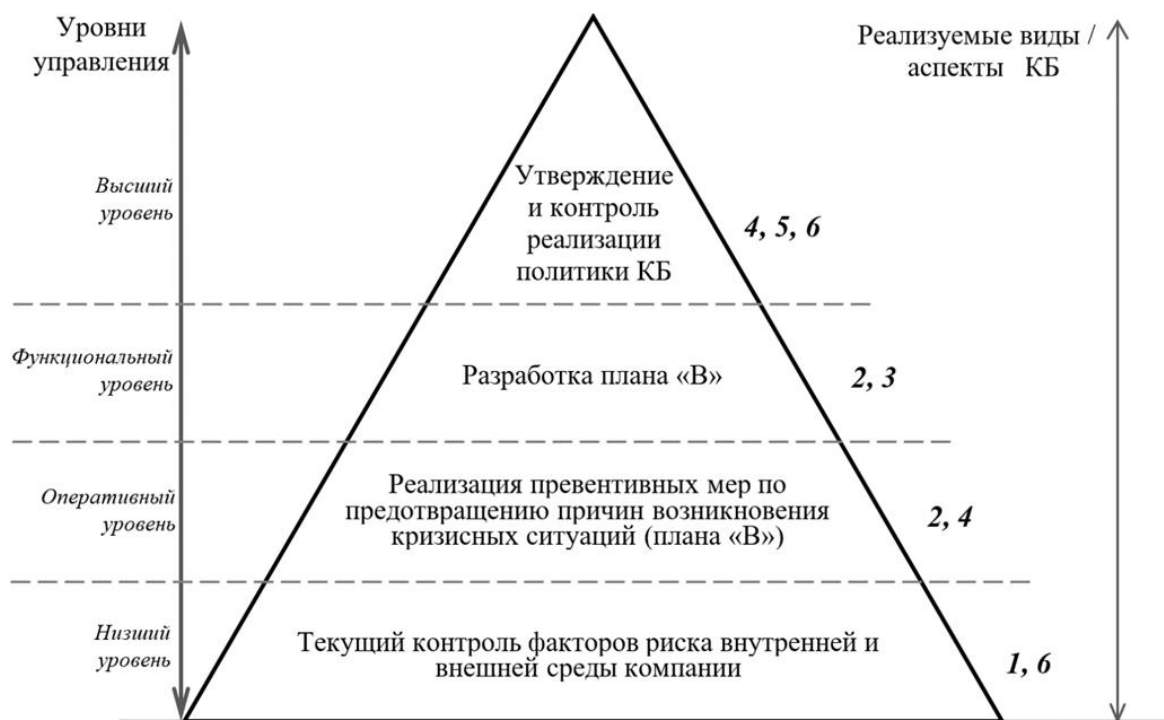 Уровни
управления
Реализуемые виды /
аспекты КБ
Высший
уровень
Утверждение
и контроль
реализации
политики КБ
4, 5, 6
Функциональный
уровень
Разработка плана «В»
2, 3
Оперативный
уровень
Реализация превентивных мер по
предотвращению причин возникновения
кризисных ситуаций (плана «В»)
2, 4
Низший
уровень
Текущий контроль факторов риска внутренней и
внешней среды компании
1, 6